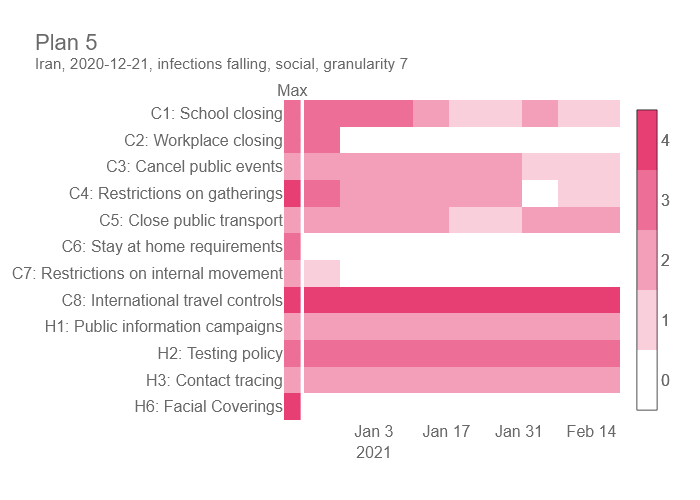 Plan 5
Iran, 2020-12-21, infections falling, social, granularity 7
Max
C1: School closing
C2: Workplace closing
C3: Cancel public events
C4: Restrictions on gatherings
C5: Close public transport
C6: Stay at home requirements
C7: Restrictions on internal movement
C8: International travel controls
H1: Public information campaigns
H2: Testing policy
H3: Contact tracing
H6: Facial Coverings
Jan 3 Jan 17 Jan 31 Feb 14
2021
4
3
2
1
0